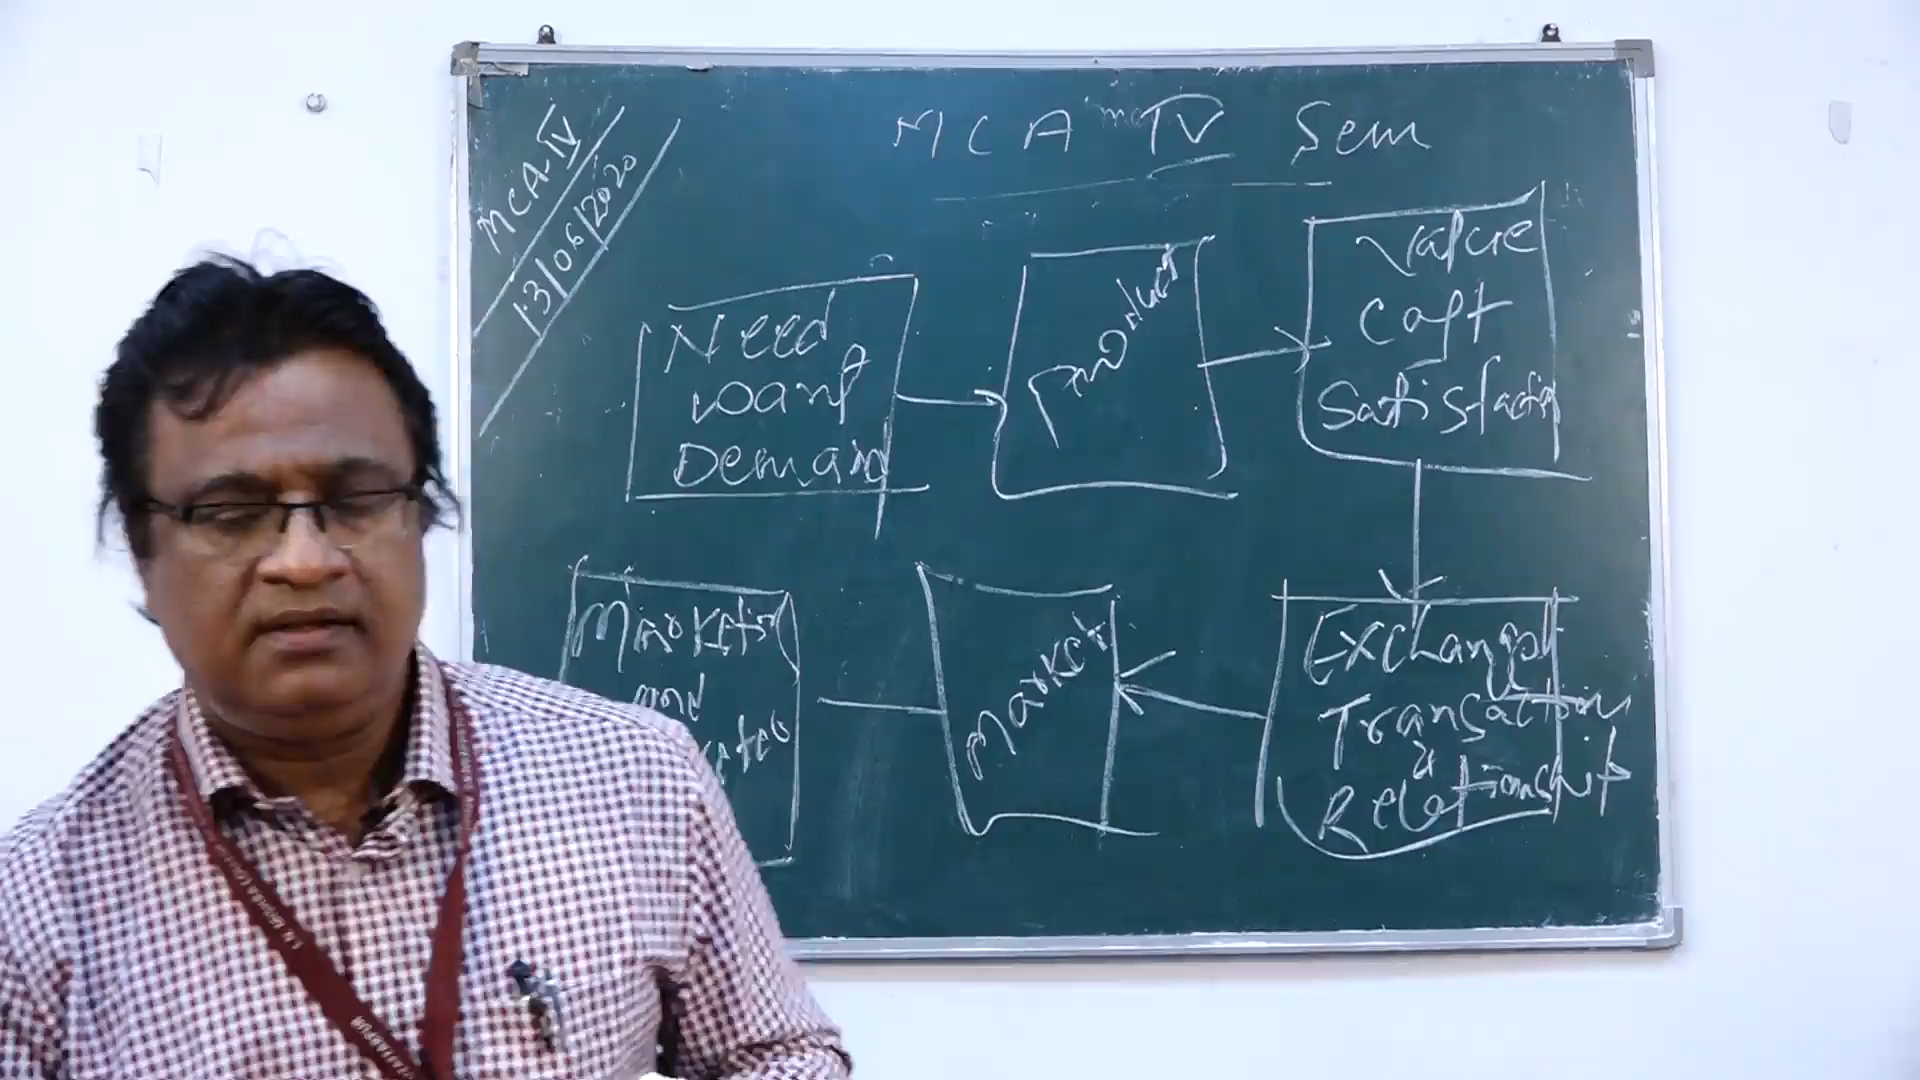 MCA-IV
13/06/2020
MCA IV Sem
Need
want
Demand
Product
Value
Cost
Satisfaction
Exchange
Transaction
&
Relationship
Market
Marketing
and